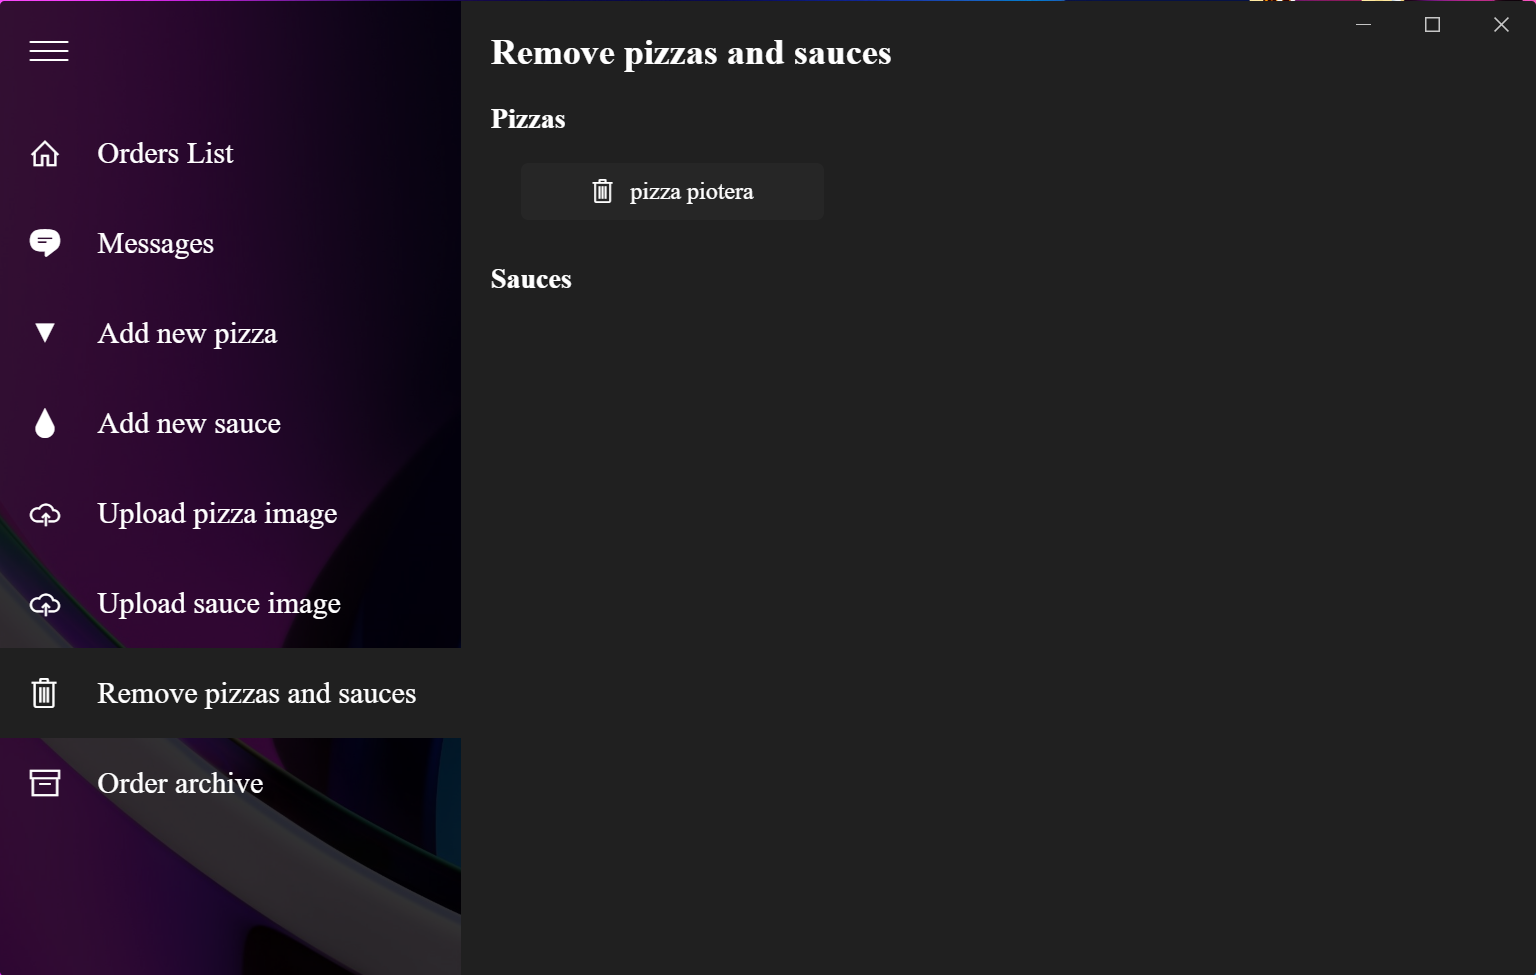 Orders List
Messages
Add new pizza
Add new sauce
Upload pizza image
Upload sauce image
Remove pizzas and sauces
Order archive
Remove pizzas and sauces
Pizzas
pizza piotera
Sauces